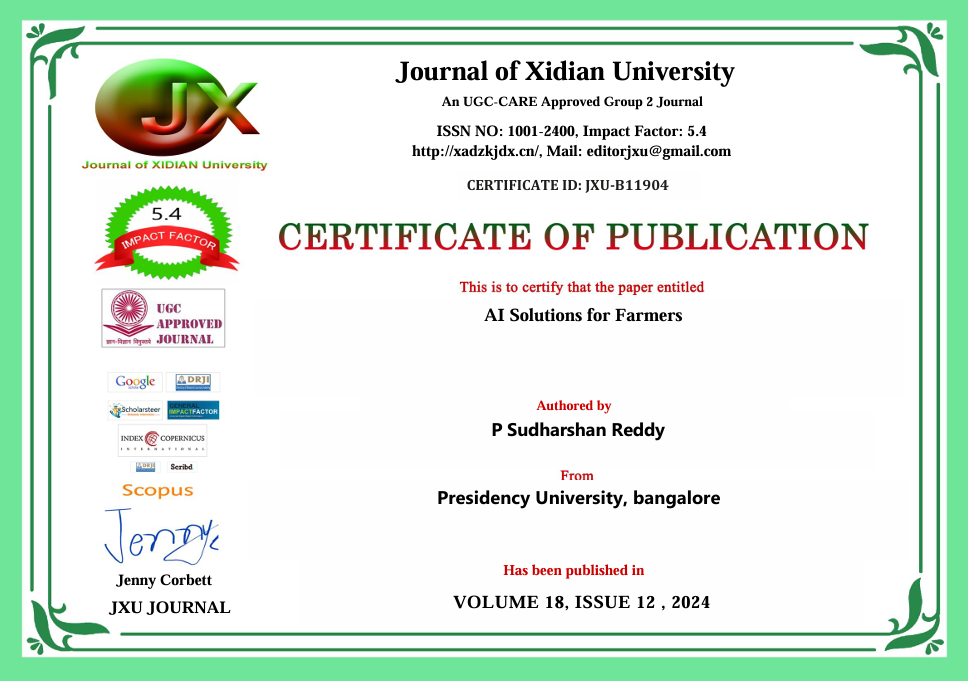 Journal of Xidian University
An UGC-CARE Approved Group 2 Journal
ISSN NO: 1001-2400, Impact Factor: 5.4
http://xadzkjdx.cn/, Mail: editorjxu@gmail.com
CERTIFICATE ID: JXU-B11904
JX
Journal of XIDIAN University
5.4
IMPACT FACTOR
UGC
APPROVED
JOURNAL
ज्ञान-विज्ञान विमुक्तये
Google
DRJI
Scholarsteer
GENERAL
IMPACTFACTOR
INDEX COPERNICUS
INTERNATIONAL
DRJI
Scribd
Scopus
CERTIFICATE OF PUBLICATION
This is to certify that the paper entitled
AI Solutions for Farmers
Authored by
P Sudharshan Reddy
From
Presidency University, bangalore
Has been published in
VOLUME 18, ISSUE 12 , 2024
Jenny
Jenny Corbett
JXU JOURNAL